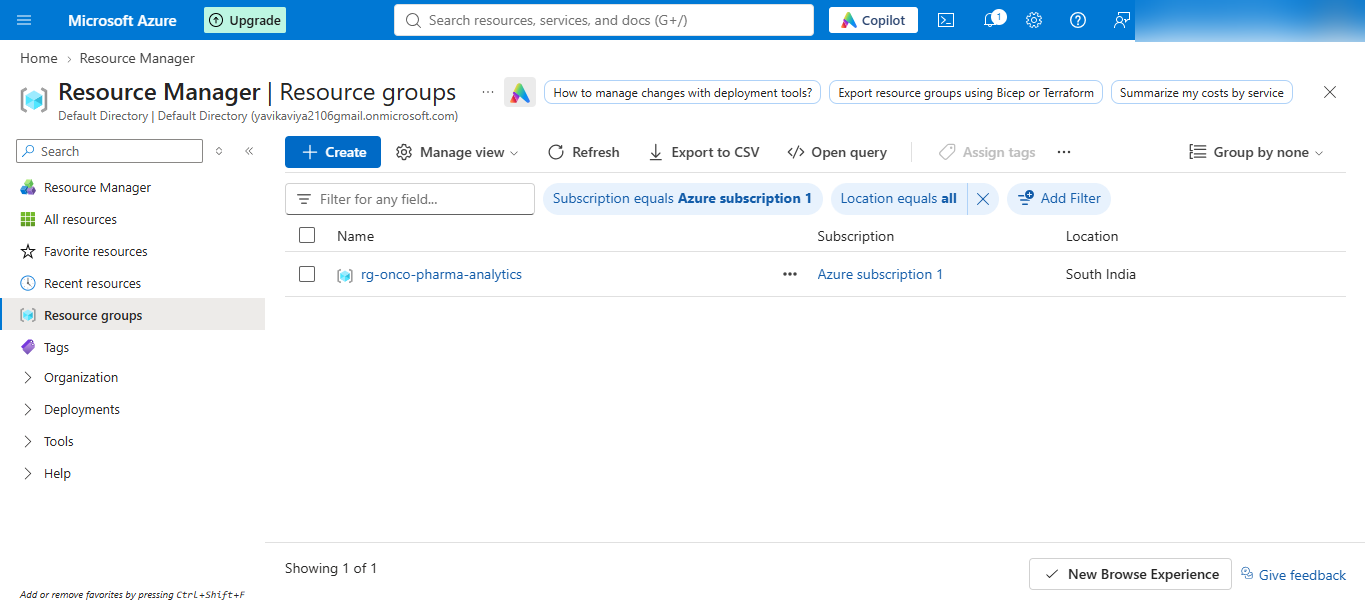 Microsoft Azure
Upgrade
Search resources, services, and docs (G+/)
Copilot
1
Home > Resource Manager
Resource Manager | Resource groups
...
How to manage changes with deployment tools?
Export resource groups using Bicep or Terraform
Summarize my costs by service
Default Directory | Default Directory (yavikaviya2106gmail.onmicrosoft.com)
Search
Resource Manager
All resources
Favorite resources
Recent resources
Resource groups
Tags
Organization
Deployments
Tools
Help
Add or remove favorites by pressing Ctrl+Shift+F
Create
Manage view
Refresh
Export to CSV
Open query
Assign tags
...
Group by none
Filter for any field...
Subscription equals Azure subscription 1
Location equals all
Add Filter
Name Subscription Location
rg-onco-pharma-analytics ... Azure subscription 1 South India
Showing 1 of 1
New Browse Experience
Give feedback